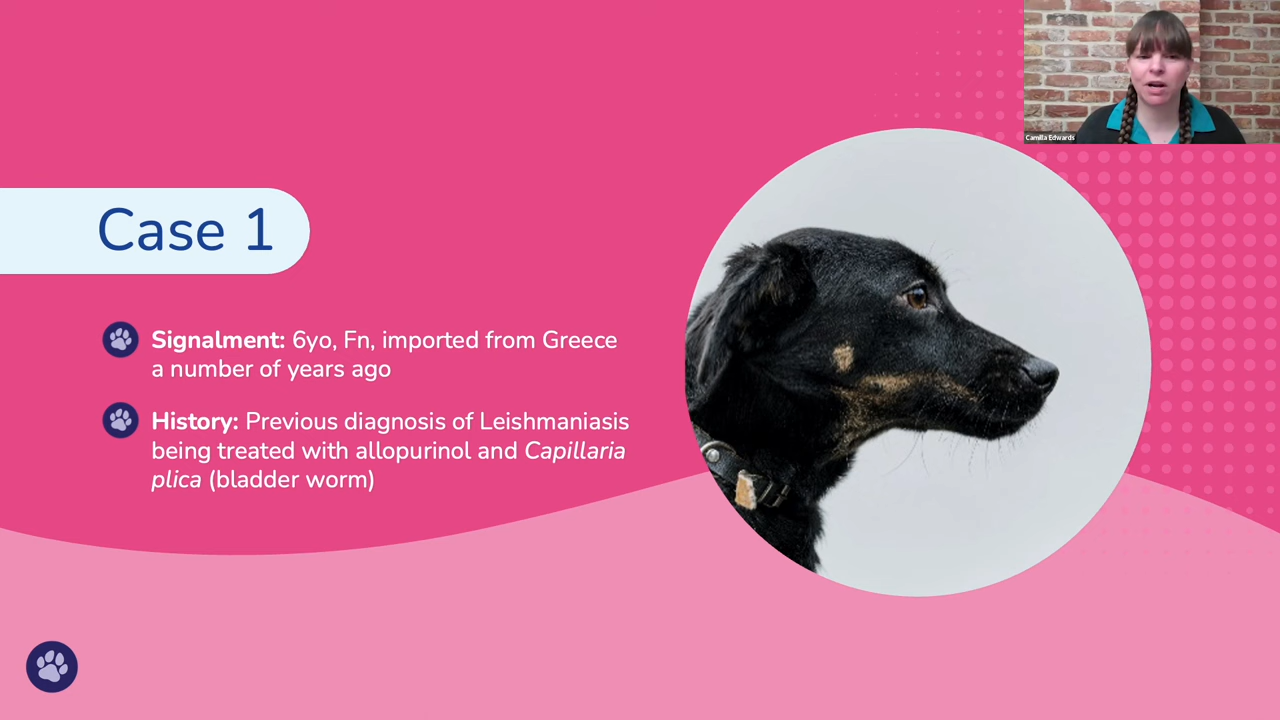 Camilla Edwards
Case 1
Signalment: 6yo, Fn, imported from Greece
a number of years ago
History: Previous diagnosis of Leishmaniasis
being treated with allopurinol and Capillaria
plica (bladder worm)